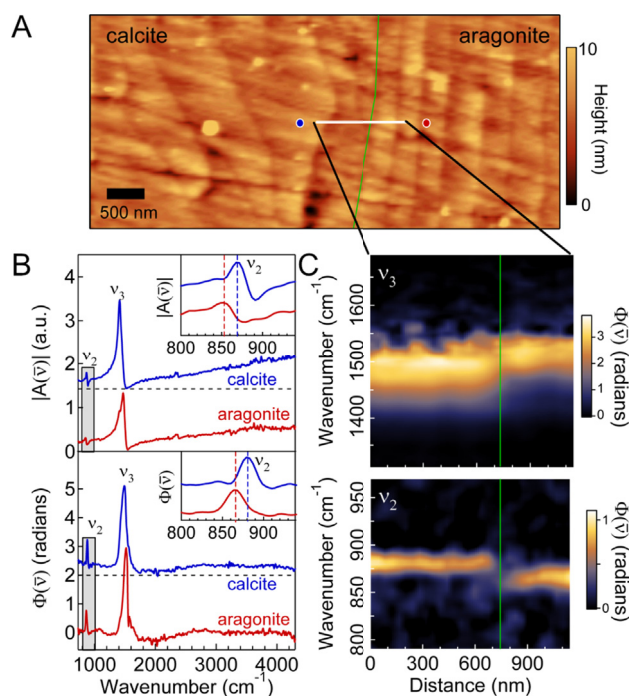 A
calcite
aragonite
500 nm
10
Height (nm)
0
B
|A(ν̄)| (a.u.)
4
3
2
1
0
ν3
ν2
calcite
aragonite
|A(ν̄)|
ν2
800
850
900
Φ(ν̄) (radians)
5
4
3
2
1
0
ν3
ν2
calcite
aragonite
Φ(ν̄)
ν2
800
850
900
1000 2000 3000 4000
Wavenumber (cm-1)
C
ν3
Wavenumber (cm-1)
1600
1500
1400
Φ(ν̄) (radians)
3
2
1
0
ν2
Wavenumber (cm-1)
950
900
850
800
Φ(ν̄) (radians)
1
0
0 300 600 900
Distance (nm)